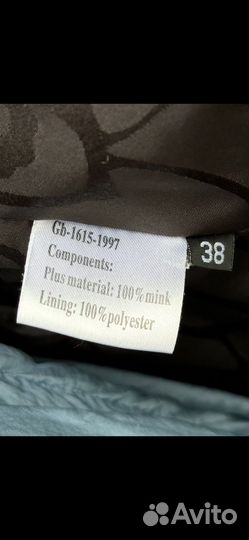 Gb-1615-1997
Components:
Plus material: 100%mink
Lining: 100%polyester
38
Avito